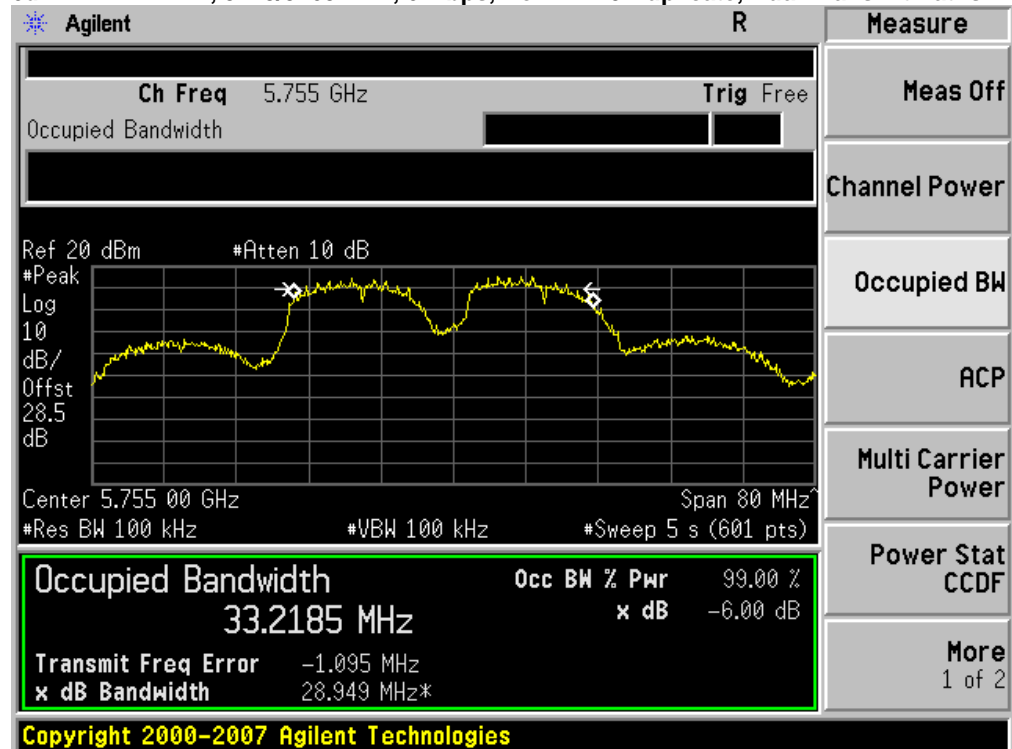 Agilent R Measure
Ch Freq 5.755 GHz Trig Free
Occupied Bandwidth
Meas Off
Channel Power
Occupied BW
ACP
Multi Carrier
Power
Power Stat
CCDF
More
1 of 2
Ref 20 dBm #Atten 10 dB
#Peak
Log
10
dB/
Offst
28.5
dB
Center 5.755 00 GHz Span 80 MHz^
#Res BW 100 kHz #VBW 100 kHz #Sweep 5 s (601 pts)
Occupied Bandwidth Occ BW % Pwr 99.00 %
33.2185 MHz x dB -6.00 dB
Transmit Freq Error -1.095 MHz
x dB Bandwidth 28.949 MHz*
Copyright 2000-2007 Agilent Technologies